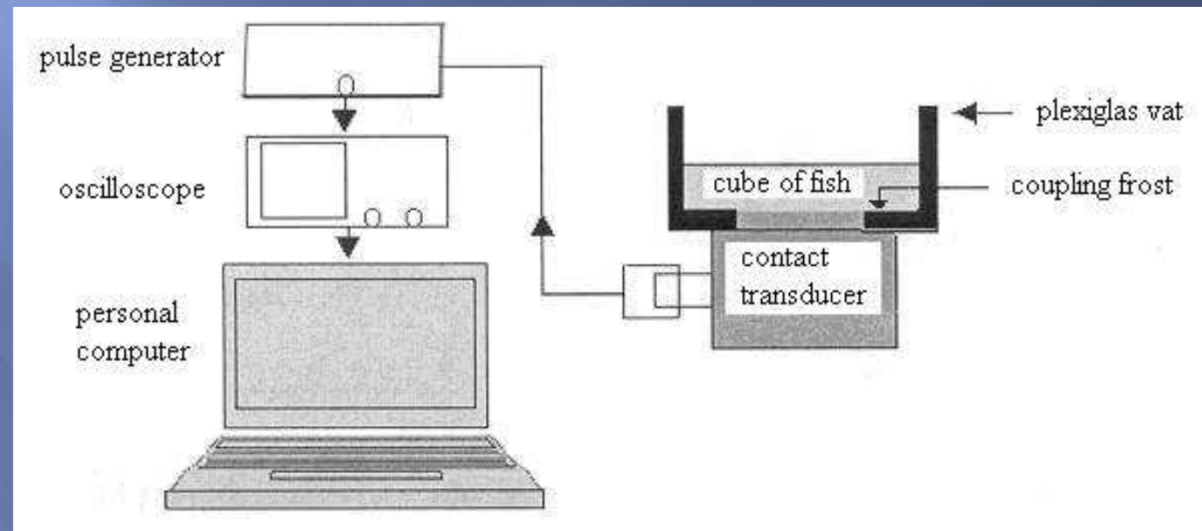 pulse generator
oscilloscope
personal
computer
plexiglas vat
cube of fish
coupling frost
contact
transducer